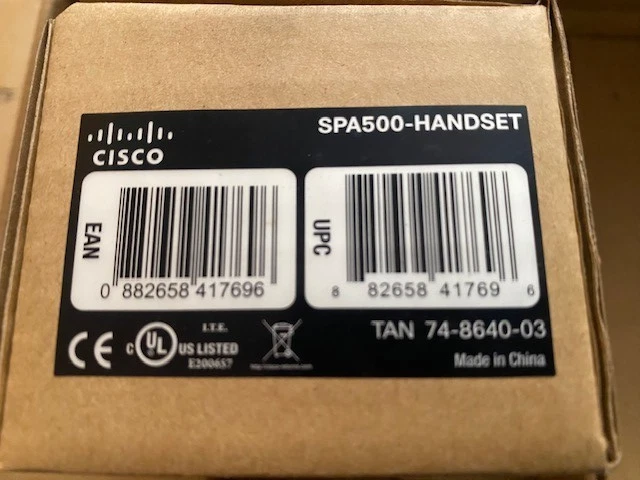 SPA500-HANDSET
CISCO
EAN
0 882658 417696
UPC
8 82658 41769 6
CE
C UL US LISTED
I.T.E.
E200657
TAN 74-8640-03
Made in China